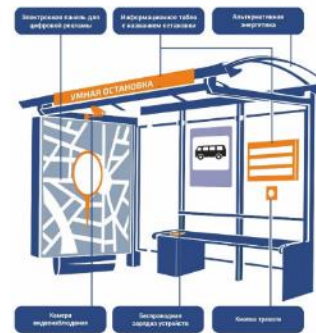 Электронная панель для
цифровой рекламы
Информационное табло
с названием остановки
Альтернативная
энергетика
УМНАЯ ОСТАНОВКА
Камера
видеонаблюдения
Беспроводная
зарядка устройств
Кнопка тревоги